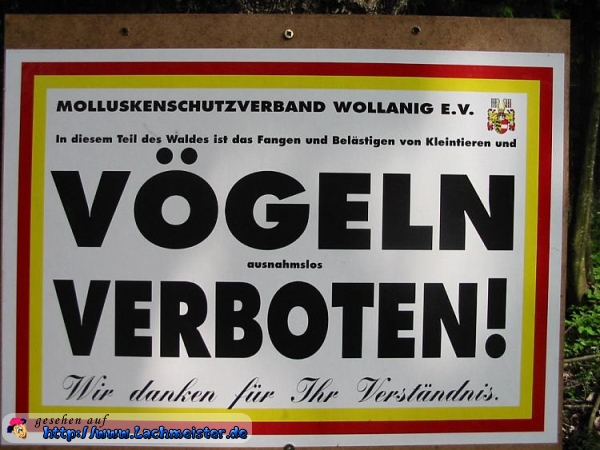 MOLLUSKENSCHUTZVERBAND WOLLANIG E.V.
In diesem Teil des Waldes ist das Fangen und Belästigen von Kleintieren und
VÖGELN
ausnahmslos
VERBOTEN!
Wir danken für Ihr Verständnis.
gesehen auf
http://www.Lachmeister.de